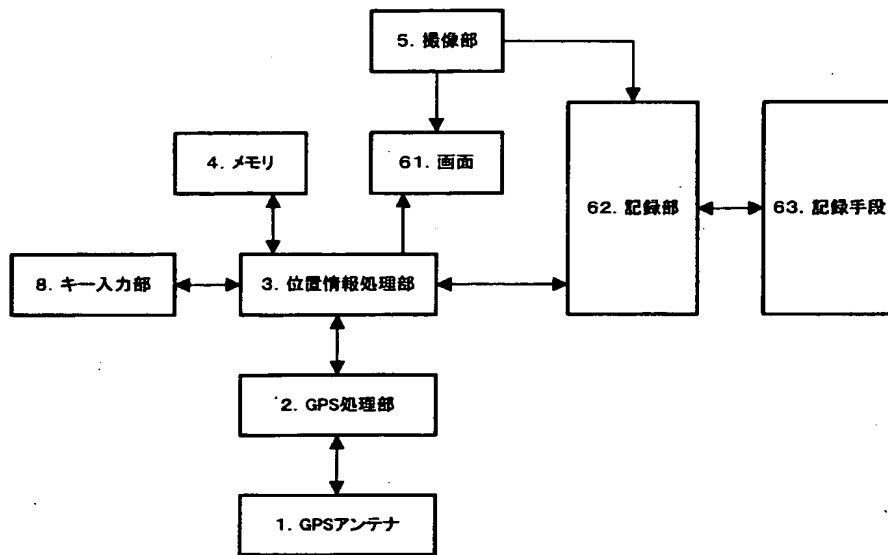 5. 撮像部
4. メモリ
61. 画面
62. 記録部
63. 記録手段
8. キー入力部
3. 位置情報処理部
2. GPS処理部
1. GPSアンテナ